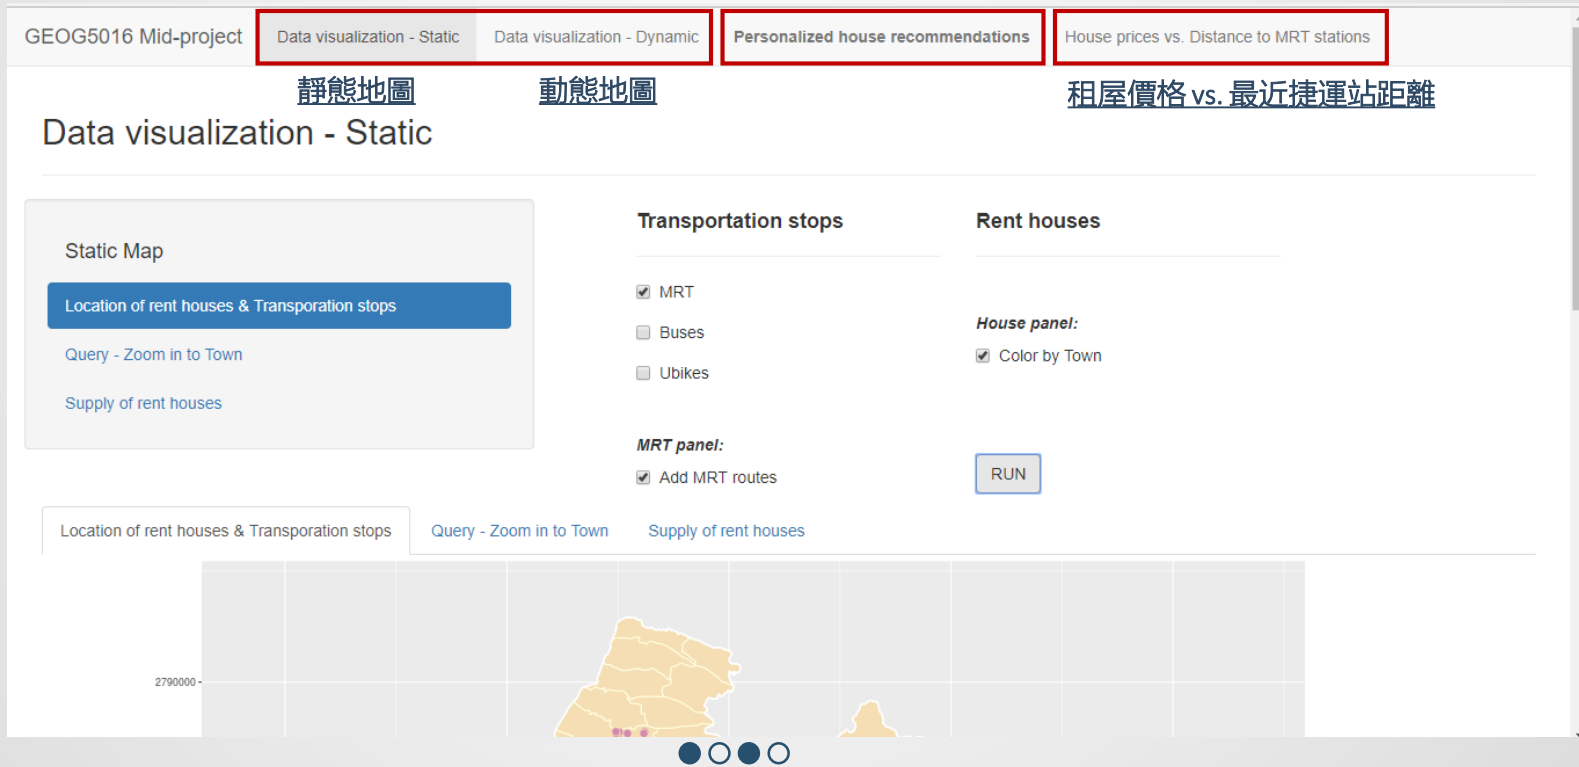 GEOG5016 Mid-project Data visualization - Static Data visualization - Dynamic Personalized house recommendations House prices vs. Distance to MRT stations
靜態地圖 動態地圖 租屋價格 vs. 最近捷運站距離
Data visualization - Static
Static Map
Location of rent houses & Transporation stops
Query - Zoom in to Town
Supply of rent houses
Transportation stops
MRT
Buses
Ubikes
MRT panel:
Add MRT routes
Rent houses
House panel:
Color by Town
RUN
Location of rent houses & Transporation stops Query - Zoom in to Town Supply of rent houses
2790000